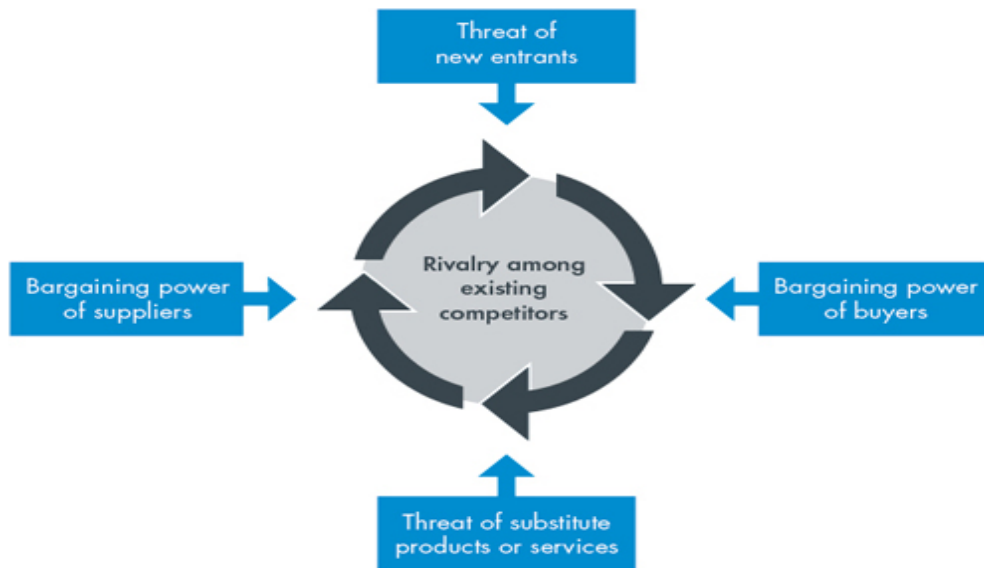 Threat of
new entrants
Bargaining power
of suppliers
Rivalry among
existing
competitors
Bargaining power
of buyers
Threat of substitute
products or services